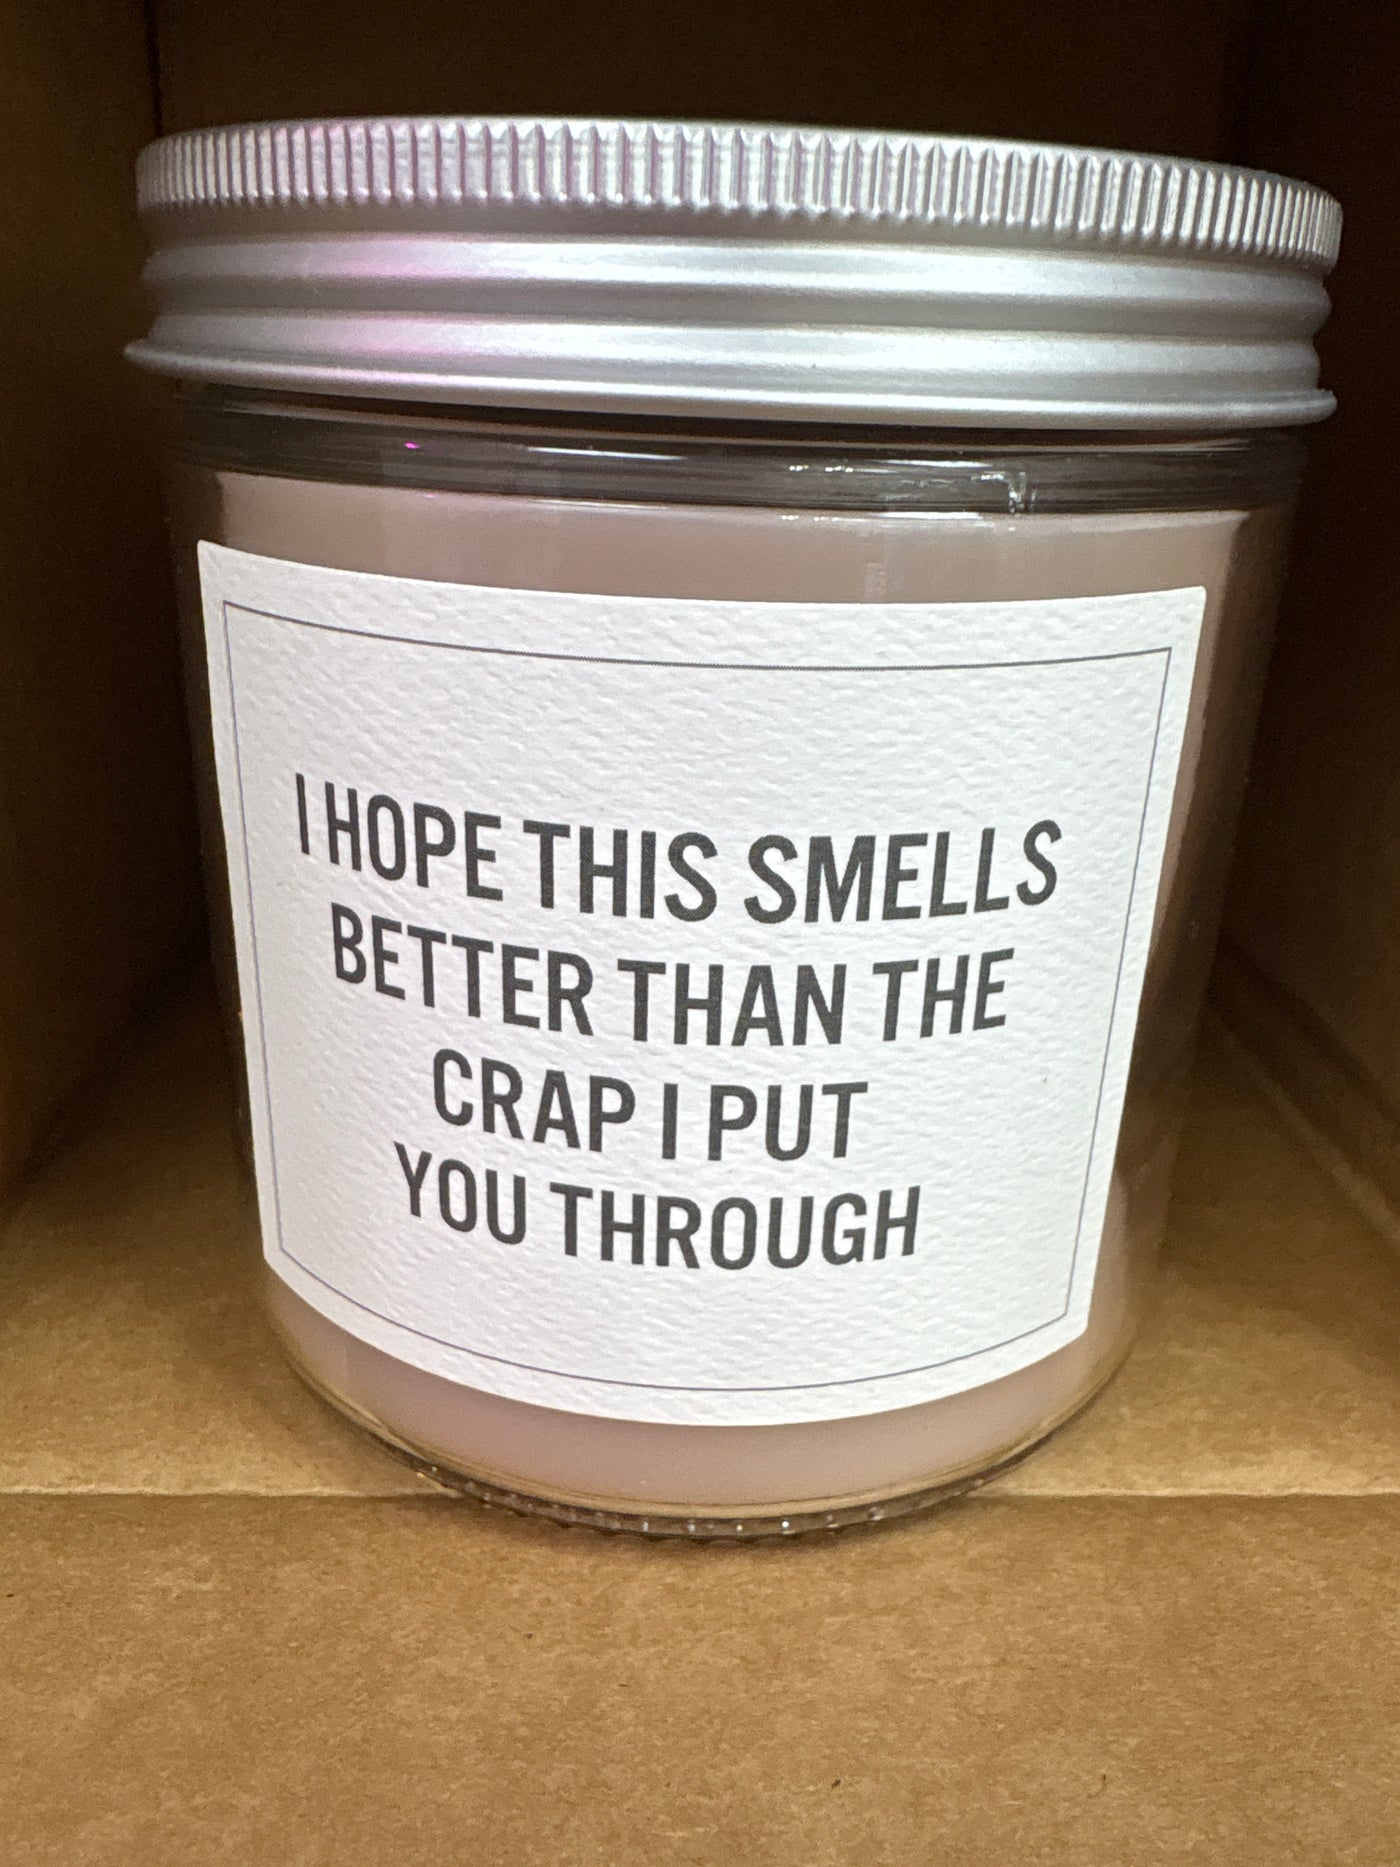 I HOPE THIS SMELLS
BETTER THAN THE
CRAP I PUT
YOU THROUGH